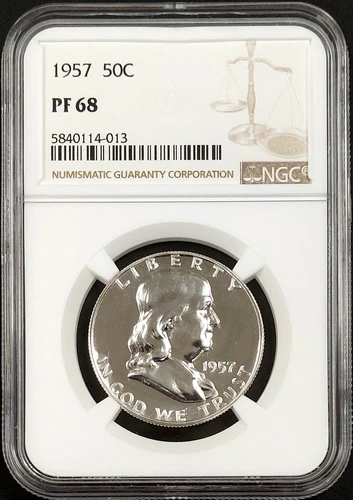 1957 50C
PF 68
5840114-013
NUMISMATIC GUARANTY CORPORATION
NGC®
LIBERTY
1957
IN GOD WE TRUST